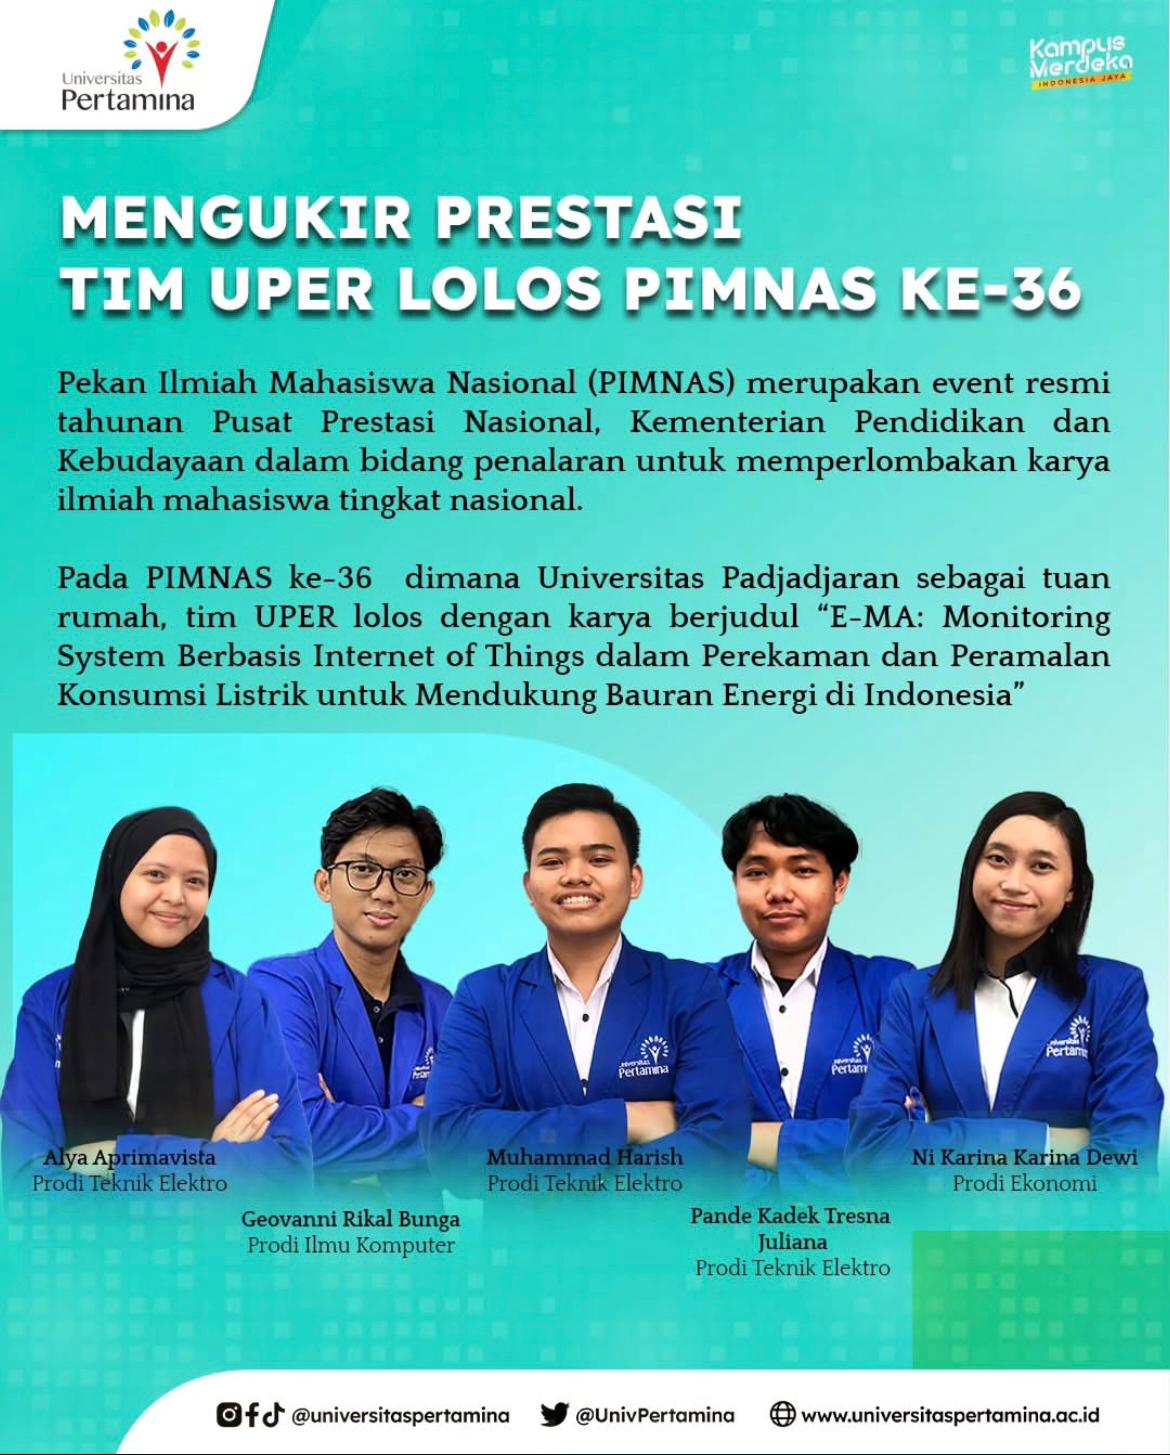 Universitas
Pertamina
Kampus
Merdeka
INDONESIA JAYA
MENGUKIR PRESTASI
TIM UPER LOLOS PIMNAS KE-36
Pekan Ilmiah Mahasiswa Nasional (PIMNAS) merupakan event resmi
tahunan Pusat Prestasi Nasional, Kementerian Pendidikan dan
Kebudayaan dalam bidang penalaran untuk memperlombakan karya
ilmiah mahasiswa tingkat nasional.
Pada PIMNAS ke-36 dimana Universitas Padjadjaran sebagai tuan
rumah, tim UPER lolos dengan karya berjudul “E-MA: Monitoring
System Berbasis Internet of Things dalam Perekaman dan Peramalan
Konsumsi Listrik untuk Mendukung Bauran Energi di Indonesia”
Universitas
Pertamina
Pertam
Pertam
Alya Aprimavista
Prodi Teknik Elektro
Geovanni Rikal Bunga
Prodi Ilmu Komputer
Muhammad Harish
Prodi Teknik Elektro
Pande Kadek Tresna
Juliana
Prodi Teknik Elektro
Ni Karina Karina Dewi
Prodi Ekonomi
@universitaspertamina
@UnivPertamina
www.universitaspertamina.ac.id